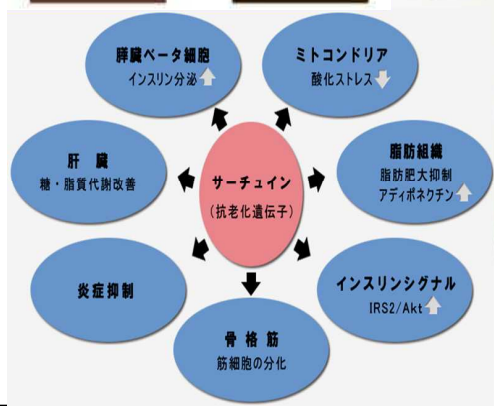 膵臓ベータ細胞
インスリン分泌
ミトコンドリア
酸化ストレス
肝 臓
糖・脂質代謝改善
サーチュイン
(抗老化遺伝子)
脂肪組織
脂肪肥大抑制
アディポネクチン
炎症抑制
インスリンシグナル
IRS2/Akt
骨 格 筋
筋細胞の分化